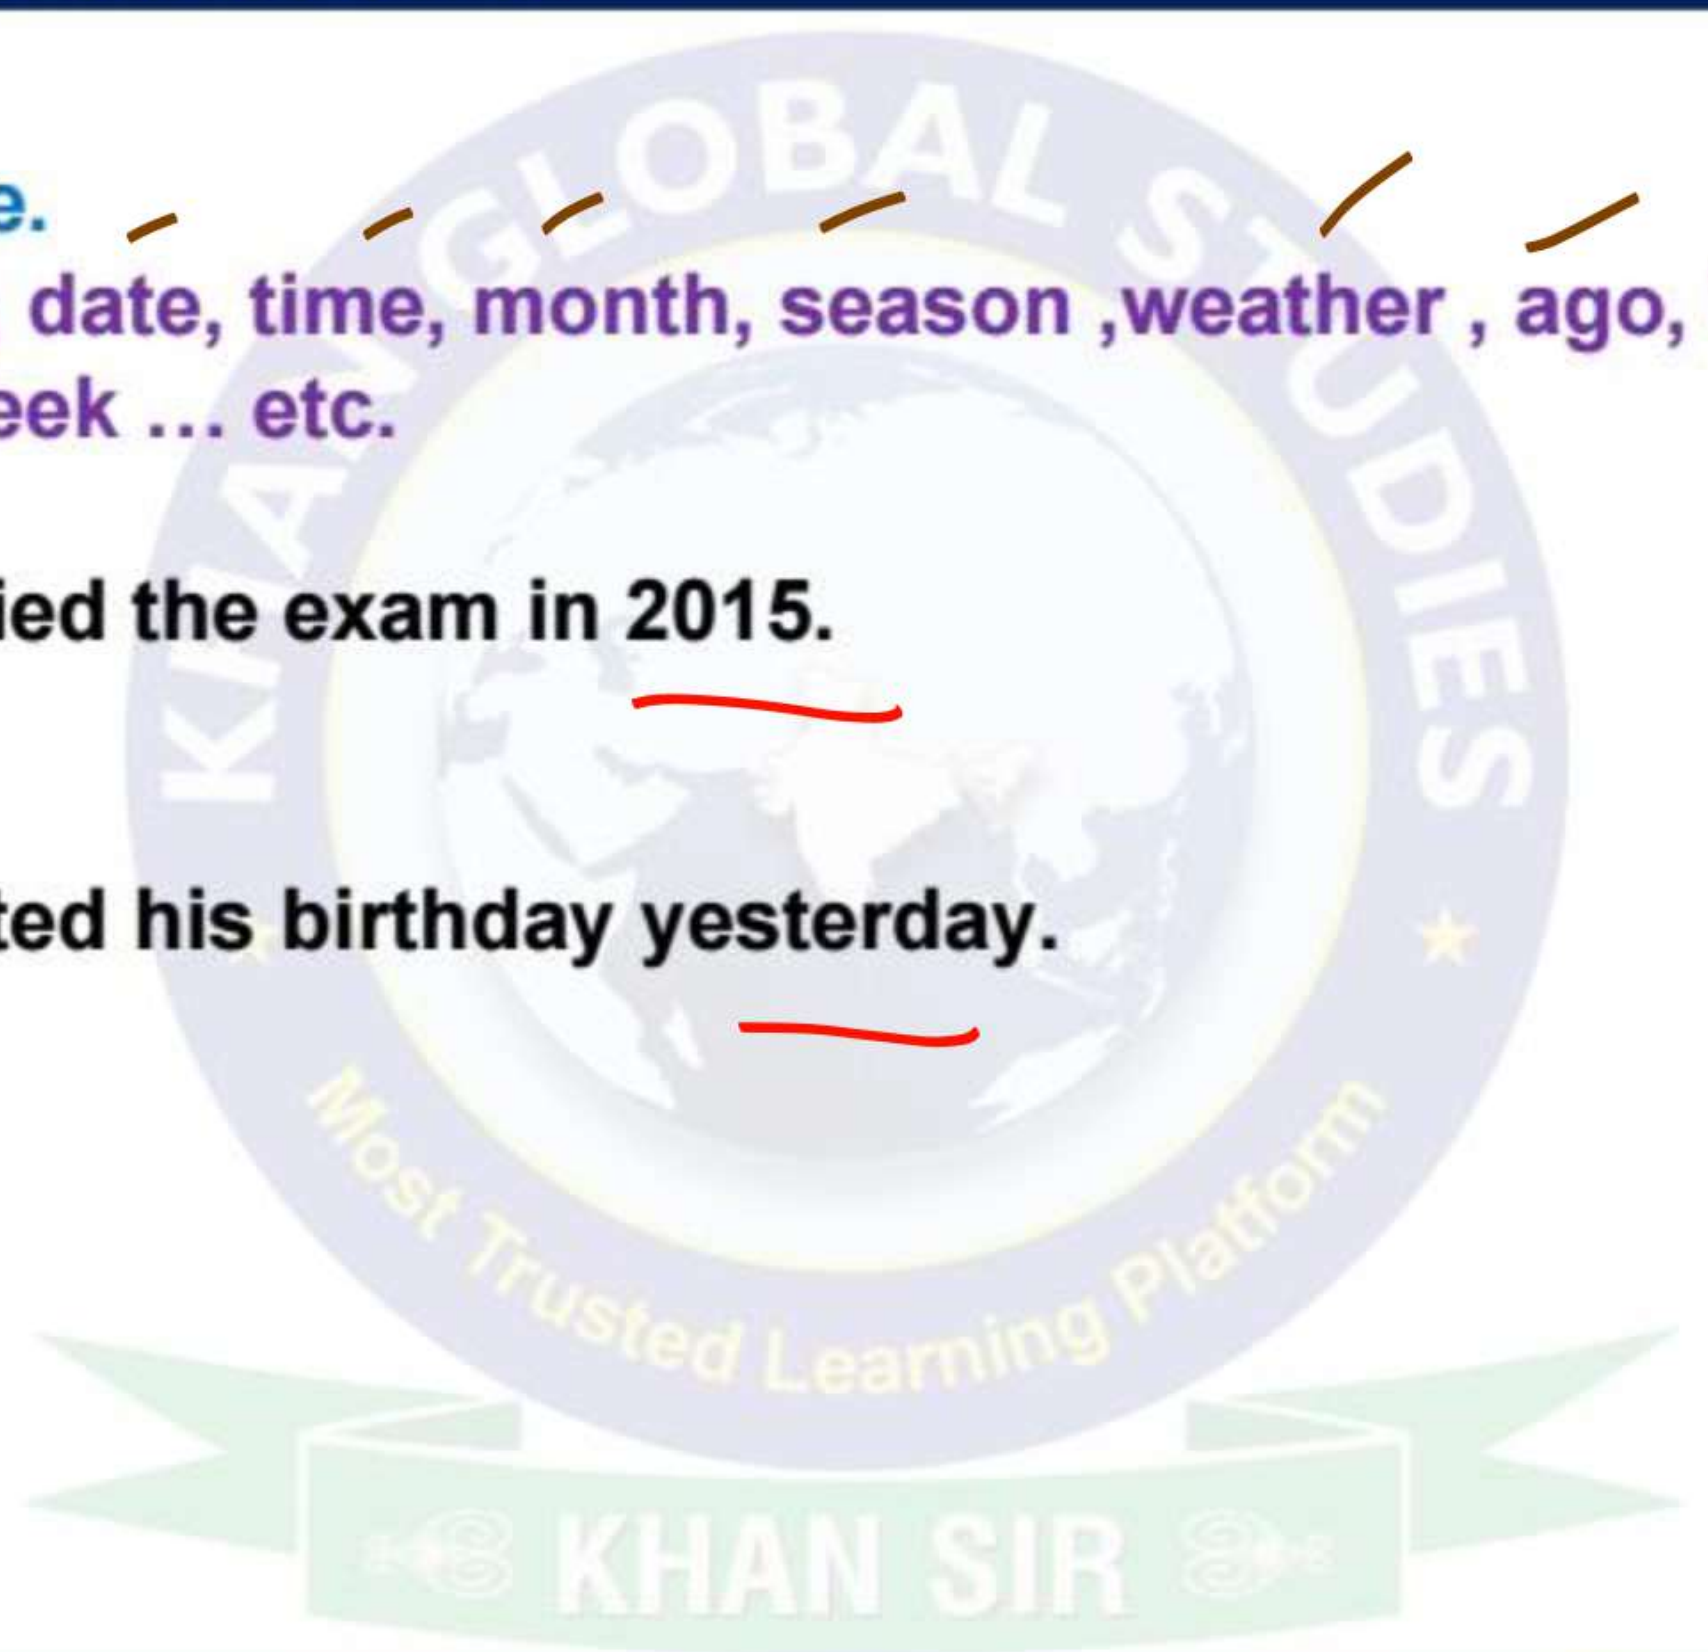 KHAN GLOBAL STUDIES
e.
date, time, month, season ,weather , ago,
eek ... etc.
ied the exam in 2015.
ted his birthday yesterday.
Most Trusted Learning Platform
KHAN SIR